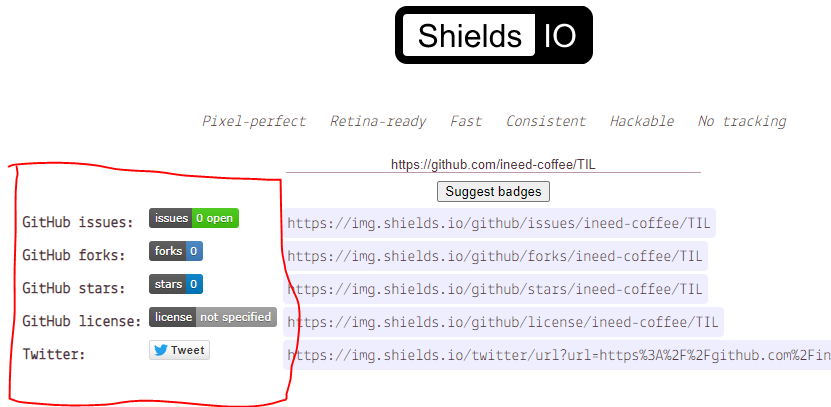 Shields IO
Pixel-perfect Retina-ready Fast Consistent Hackable No tracking
https://github.com/ineed-coffee/TIL
Suggest badges
GitHub issues: issues 0 open https://img.shields.io/github/issues/ineed-coffee/TIL
GitHub forks: forks 0 https://img.shields.io/github/forks/ineed-coffee/TIL
GitHub stars: stars 0 https://img.shields.io/github/stars/ineed-coffee/TIL
GitHub license: license not specified https://img.shields.io/github/license/ineed-coffee/TIL
Twitter: Tweet https://img.shields.io/twitter/url?url=https%3A%2F%2Fgithub.com%2Fin